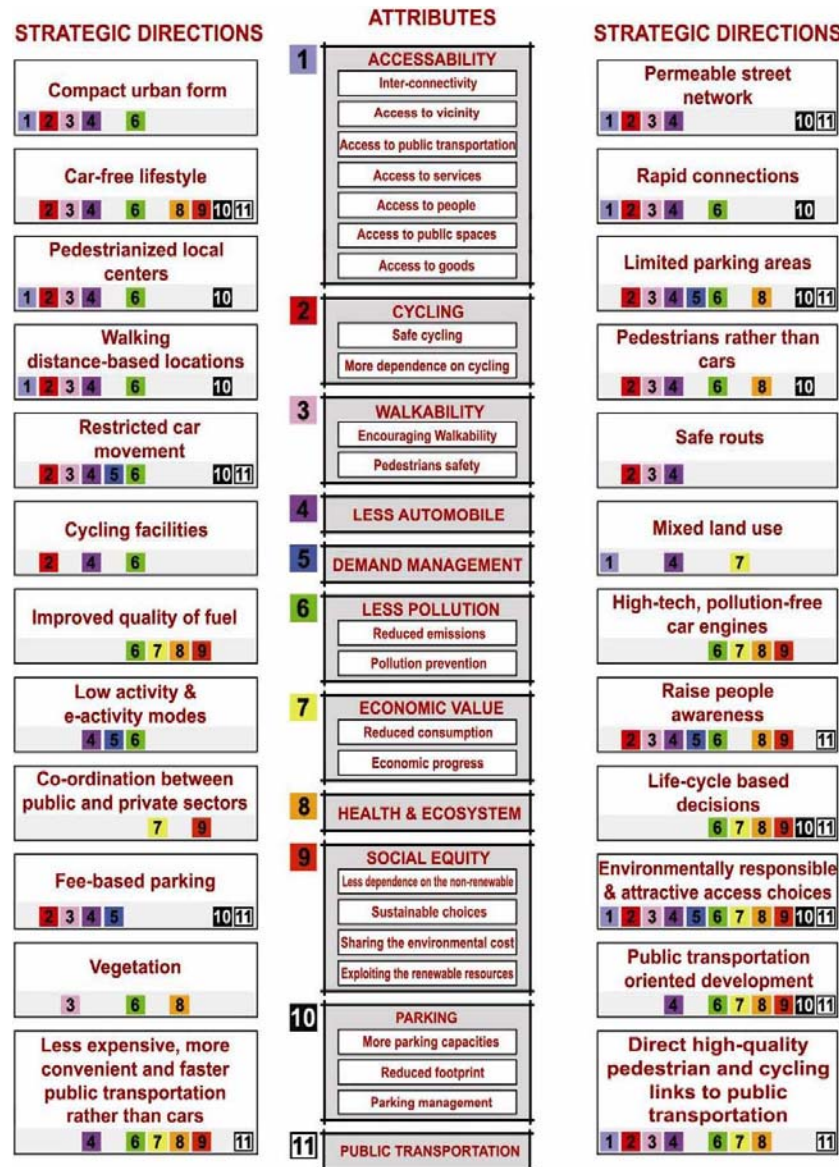 STRATEGIC DIRECTIONS
Compact urban form
1 2 3 4 6
Car-free lifestyle
2 3 4 6 8 9 10 11
Pedestrianized local
centers
1 2 3 4 6 10
Walking
distance-based locations
1 2 3 4 6 10
Restricted car
movement
2 3 4 5 6 10 11
Cycling facilities
2 4 6
Improved quality of fuel
6 7 8 9
Low activity &
e-activity modes
4 5 6
Co-ordination between
public and private sectors
7 9
Fee-based parking
2 3 4 5 10 11
Vegetation
3 6 8
Less expensive, more
convenient and faster
public transportation
rather than cars
4 6 7 8 9 11
ATTRIBUTES
1 ACCESSABILITY
Inter-connectivity
Access to vicinity
Access to public transportation
Access to services
Access to people
Access to public spaces
Access to goods
2 CYCLING
Safe cycling
More dependence on cycling
3 WALKABILITY
Encouraging Walkability
Pedestrians safety
4 LESS AUTOMOBILE
5 DEMAND MANAGEMENT
6 LESS POLLUTION
Reduced emissions
Pollution prevention
7 ECONOMIC VALUE
Reduced consumption
Economic progress
8 HEALTH & ECOSYSTEM
9 SOCIAL EQUITY
Less dependence on the non-renewable
Sustainable choices
Sharing the environmental cost
Exploiting the renewable resources
10 PARKING
More parking capacities
Reduced footprint
Parking management
11 PUBLIC TRANSPORTATION
STRATEGIC DIRECTIONS
Permeable street
network
1 2 3 4 10 11
Rapid connections
1 2 3 4 6 10
Limited parking areas
2 3 4 5 6 8 10 11
Pedestrians rather than
cars
2 3 4 6 8 10
Safe routs
2 3 4
Mixed land use
1 4 7
High-tech, pollution-free
car engines
6 7 8 9
Raise people
awareness
2 3 4 5 6 8 9 11
Life-cycle based
decisions
6 7 8 9 10 11
Environmentally responsible
& attractive access choices
1 2 3 4 5 6 7 8 9 10 11
Public transportation
oriented development
4 6 7 8 9 10 11
Direct high-quality
pedestrian and cycling
links to public
transportation
1 2 3 4 6 7 8 11